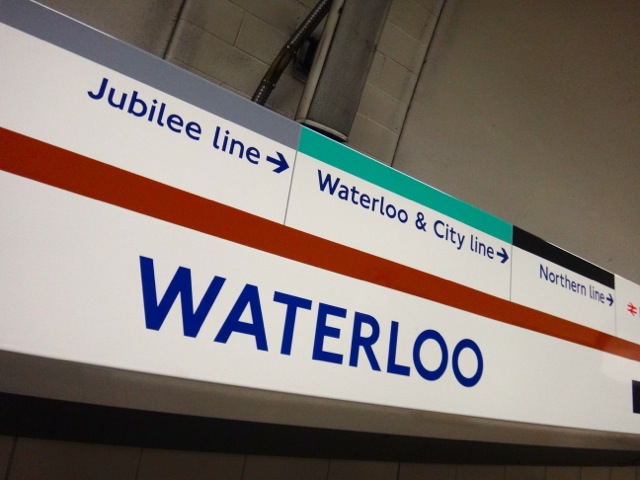 Jubilee line →
Waterloo & City line →
Northern line →
WATERLOO